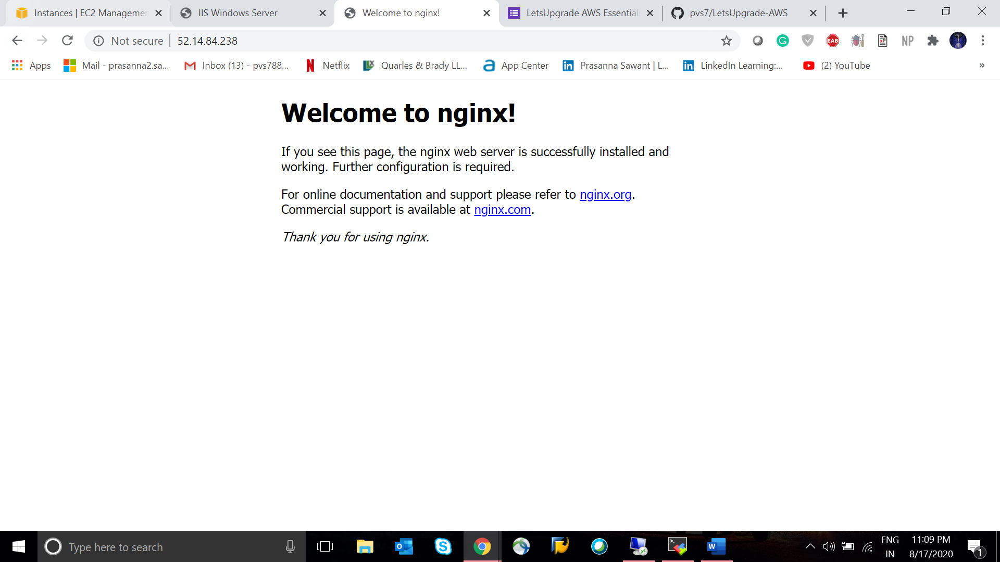 Instances | EC2 Managemen
IIS Windows Server
Welcome to nginx!
LetsUpgrade AWS Essential
pvs7/LetsUpgrade-AWS
Not secure
52.14.84.238
EAB
XP
NP
Apps
Mail - prasanna2.sa...
Inbox (13) - pvs788...
Netflix
Quarles & Brady LL...
App Center
Prasanna Sawant | L...
LinkedIn Learning:...
(2) YouTube
»
Welcome to nginx!
If you see this page, the nginx web server is successfully installed and
working. Further configuration is required.
For online documentation and support please refer to nginx.org.
Commercial support is available at nginx.com.
Thank you for using nginx.
Type here to search
ENG
IN
11:09 PM
8/17/2020
1